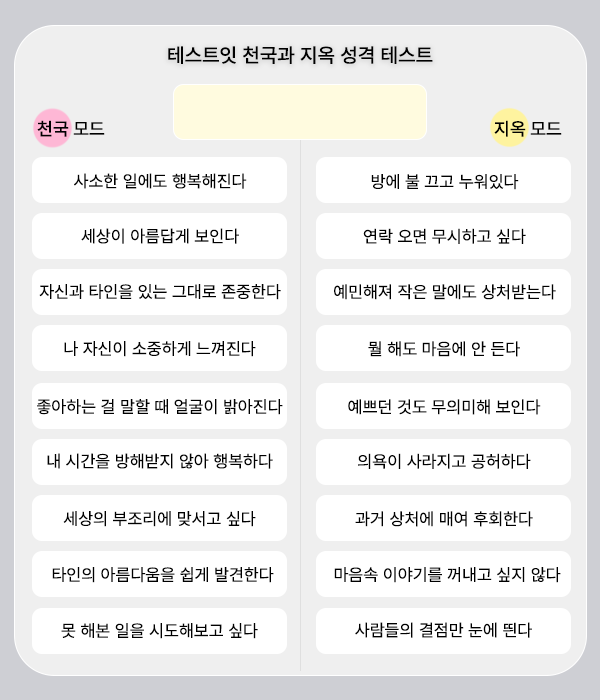 테스트잇 천국과 지옥 성격 테스트
천국 모드
지옥 모드
사소한 일에도 행복해진다
방에 불 끄고 누워있다
세상이 아름답게 보인다
연락 오면 무시하고 싶다
자신과 타인을 있는 그대로 존중한다
예민해져 작은 말에도 상처받는다
나 자신이 소중하게 느껴진다
뭘 해도 마음에 안 든다
좋아하는 걸 말할 때 얼굴이 밝아진다
예쁘던 것도 무의미해 보인다
내 시간을 방해받지 않아 행복하다
의욕이 사라지고 공허하다
세상의 부조리에 맞서고 싶다
과거 상처에 매여 후회한다
타인의 아름다움을 쉽게 발견한다
마음속 이야기를 꺼내고 싶지 않다
못 해본 일을 시도해보고 싶다
사람들의 결점만 눈에 띈다